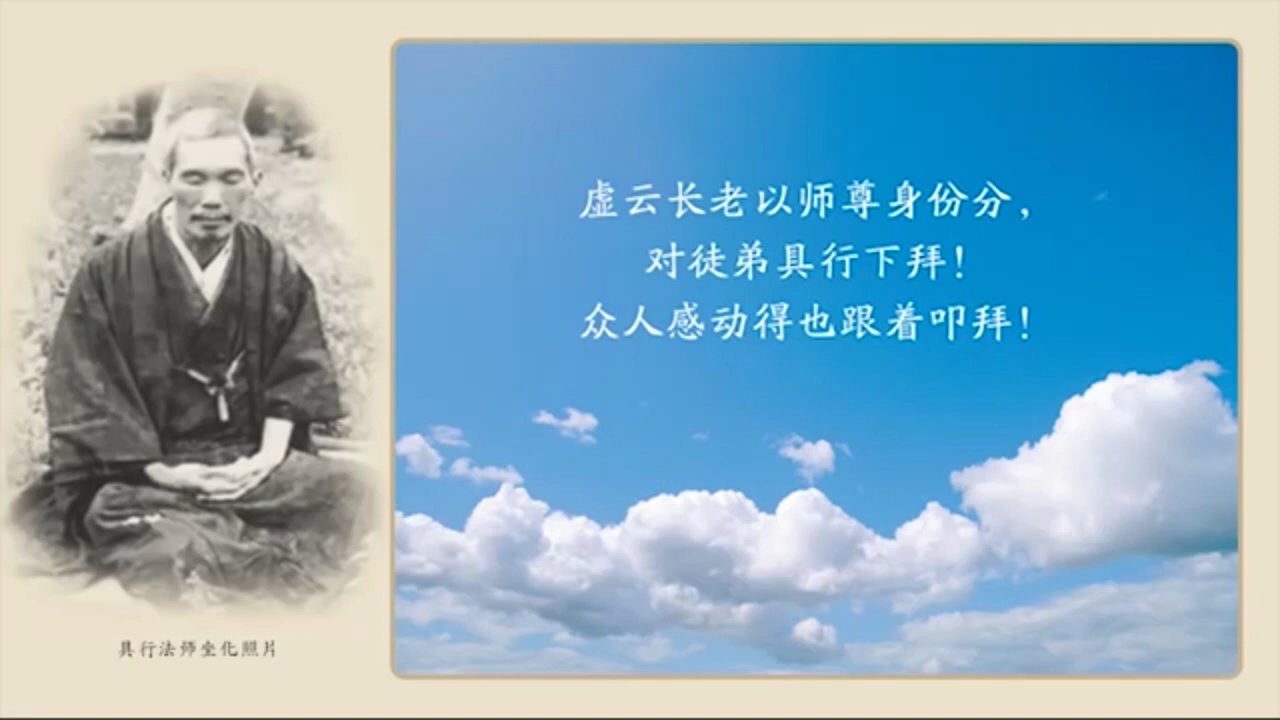 虚云长老以师尊身份分，
对徒弟具行下拜！
众人感动得也跟着叩拜！
具行法师坐化照片